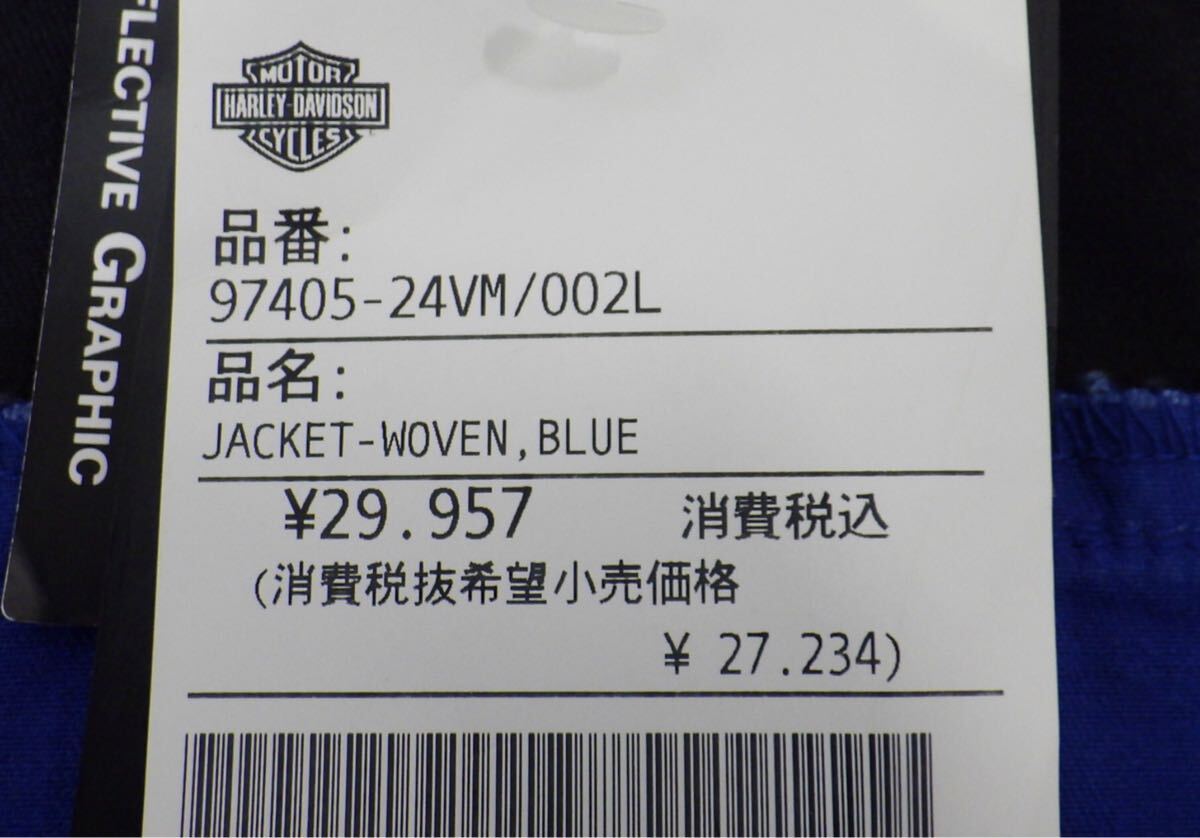 MOTOR
HARLEY-DAVIDSON
CYCLES
品番:
97405-24VM/002L
品名:
JACKET-WOVEN,BLUE
¥29.957 消費税込
(消費税抜希望小売価格
¥ 27.234)
GRAPHIC